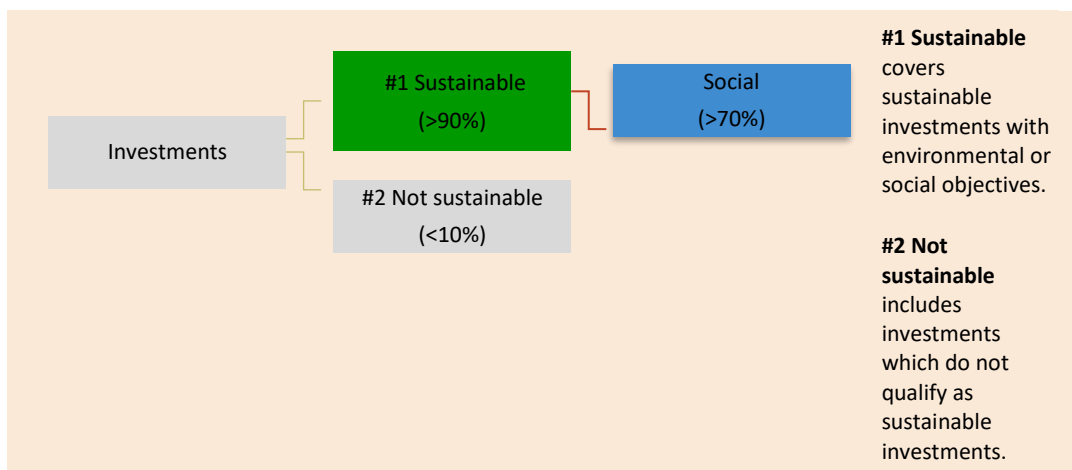 #1 Sustainable
(>90%)
Social
(>70%)
Investments
#2 Not sustainable
(<10%)
#1 Sustainable
covers
sustainable
investments with
environmental or
social objectives.
#2 Not
sustainable
includes
investments
which do not
qualify as
sustainable
investments.